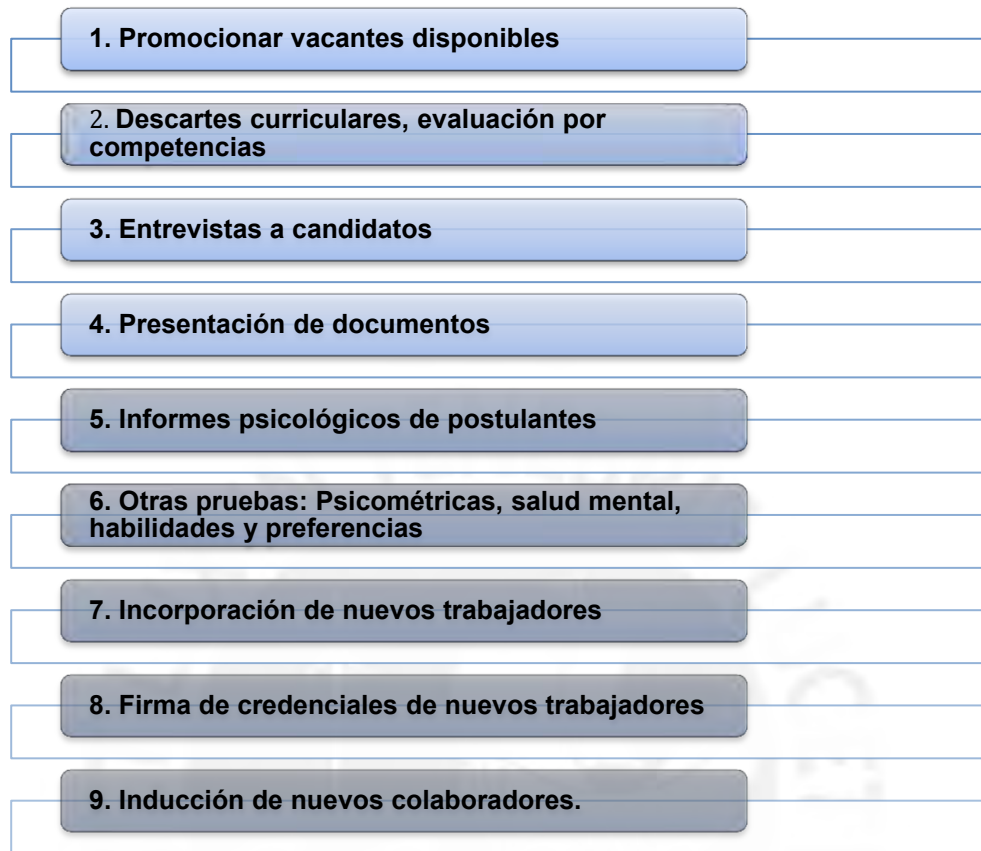 1. Promocionar vacantes disponibles
2. Descartes curriculares, evaluación por
competencias
3. Entrevistas a candidatos
4. Presentación de documentos
5. Informes psicológicos de postulantes
6. Otras pruebas: Psicométricas, salud mental,
habilidades y preferencias
7. Incorporación de nuevos trabajadores
8. Firma de credenciales de nuevos trabajadores
9. Inducción de nuevos colaboradores.